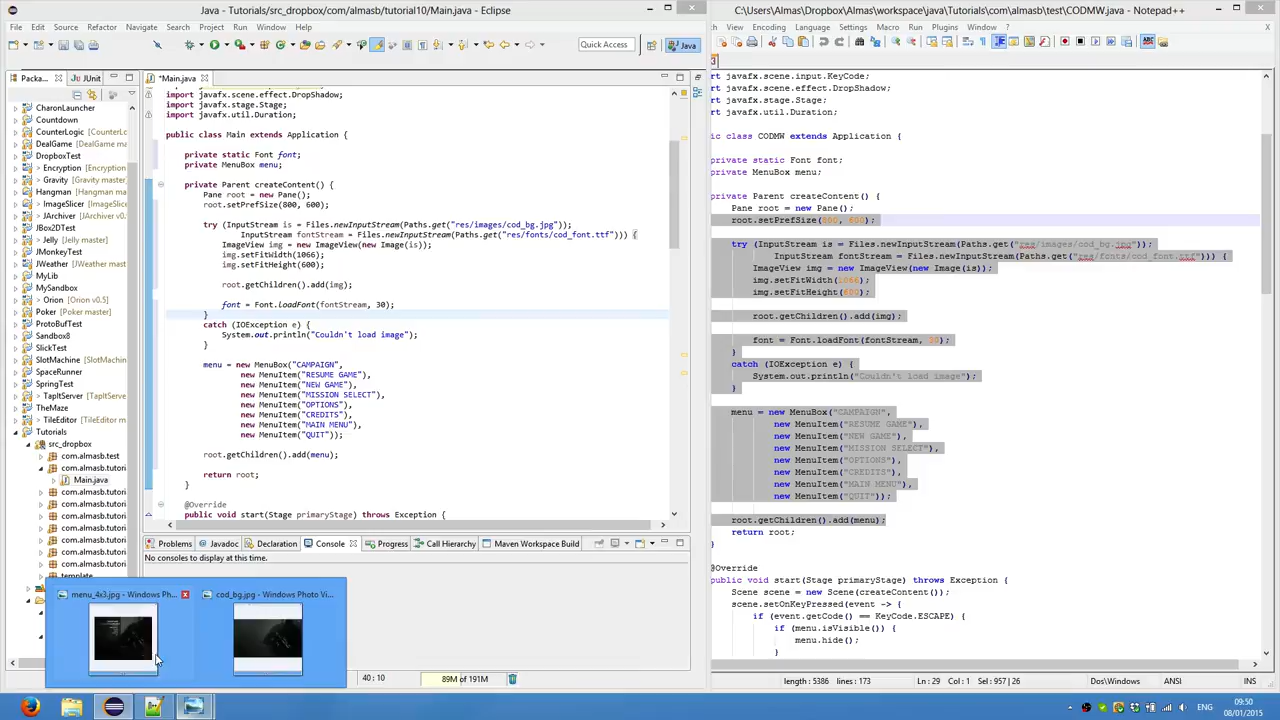 Java - Tutorials/src_dropbox/com/almasb/tutorial10/Main.java - Eclipse
File Edit Source Refactor Navigate Search Project Run Window Help
Quick Access
Java
Packa...
JUnit
CharonLauncher
Countdown
CounterLogic (CounterLo
DealGame (DealGame ma
DropboxTest
> Encryption [Encryption
> Gravity [Gravity master]
Hangman [Hangman ma
> ImageSlicer [ImageSlice
> JArchiver [JArchiver ma
JBox2DTest
> Jelly [Jelly master]
JMonkeyTest
JWeather [JWeather mast
MyLib
MySandbox
> Orion [Orion v0.5]
Poker [Poker master]
ProtoBufTest
Sandbox8
SlickTest
SlotMachine [SlotMachin
SpaceRunner
SpringTest
TapItServer [TapItServer
TheMaze
> TileEditor [TileEditor ma
Tutorials
src_dropbox
com.almasb.test
com.almasb.tutori
Main.java
com.almasb.tutori
com.almasb.tutori
com.almasb.tutori
com.almasb.tutori
com.almasb.tutori
com.almasb.tutori
com.almasb.tutori
template
*Main.java
import javafx.scene.effect.DropShadow;
import javafx.stage.Stage;
import javafx.util.Duration;
public class Main extends Application {
private static Font font;
private MenuBox menu;
private Parent createContent() {
Pane root = new Pane();
root.setPrefSize(800, 600);
try (InputStream is = Files.newInputStream(Paths.get("res/images/cod_bg.jpg"));
InputStream fontStream = Files.newInputStream(Paths.get("res/fonts/cod_font.ttf"))) {
ImageView img = new ImageView(new Image(is));
img.setFitWidth(1066);
img.setFitHeight(600);
root.getChildren().add(img);
font = Font.loadFont(fontStream, 30);
}
catch (IOException e) {
System.out.println("Couldn't load image");
}
menu = new MenuBox("CAMPAIGN",
new MenuItem("RESUME GAME"),
new MenuItem("NEW GAME"),
new MenuItem("MISSION SELECT"),
new MenuItem("OPTIONS"),
new MenuItem("CREDITS"),
new MenuItem("MAIN MENU"),
new MenuItem("QUIT"));
root.getChildren().add(menu);
return root;
}
@Override
public void start(Stage primaryStage) throws Exception {
Problems Javadoc Declaration Console Progress Call Hierarchy Maven Workspace Build
No consoles to display at this time.
menu_4x3.jpg - Windows Ph...
cod_bg.jpg - Windows Photo Vi...
40 : 10
89M of 191M
C:\Users\Almas\Dropbox\Almas\workspace\java\Tutorials\com\almasb\test\CODMW.java - Notepad++
View Encoding Language Settings Macro Run Plugins Window ?
rt javafx.scene.input.KeyCode;
rt javafx.scene.effect.DropShadow;
rt javafx.stage.Stage;
rt javafx.util.Duration;
ic class CODMW extends Application {
private static Font font;
private MenuBox menu;
private Parent createContent() {
Pane root = new Pane();
root.setPrefSize(800, 600);
try (InputStream is = Files.newInputStream(Paths.get("res/images/cod_bg.jpg"));
InputStream fontStream = Files.newInputStream(Paths.get("res/fonts/cod_font.ttf"))) {
ImageView img = new ImageView(new Image(is));
img.setFitWidth(1066);
img.setFitHeight(600);
root.getChildren().add(img);
font = Font.loadFont(fontStream, 30);
}
catch (IOException e) {
System.out.println("Couldn't load image");
}
menu = new MenuBox("CAMPAIGN",
new MenuItem("RESUME GAME"),
new MenuItem("NEW GAME"),
new MenuItem("MISSION SELECT"),
new MenuItem("OPTIONS"),
new MenuItem("CREDITS"),
new MenuItem("MAIN MENU"),
new MenuItem("QUIT"));
root.getChildren().add(menu);
return root;
}
@Override
public void start(Stage primaryStage) throws Exception {
Scene scene = new Scene(createContent());
scene.setOnKeyPressed(event -> {
if (event.getCode() == KeyCode.ESCAPE) {
if (menu.isVisible()) {
menu.hide();
}
length : 5386 lines : 173
Ln : 29 Col : 1 Sel : 957 | 26
Dos\Windows
ANSI
INS
ENG
09:50
08/01/2015